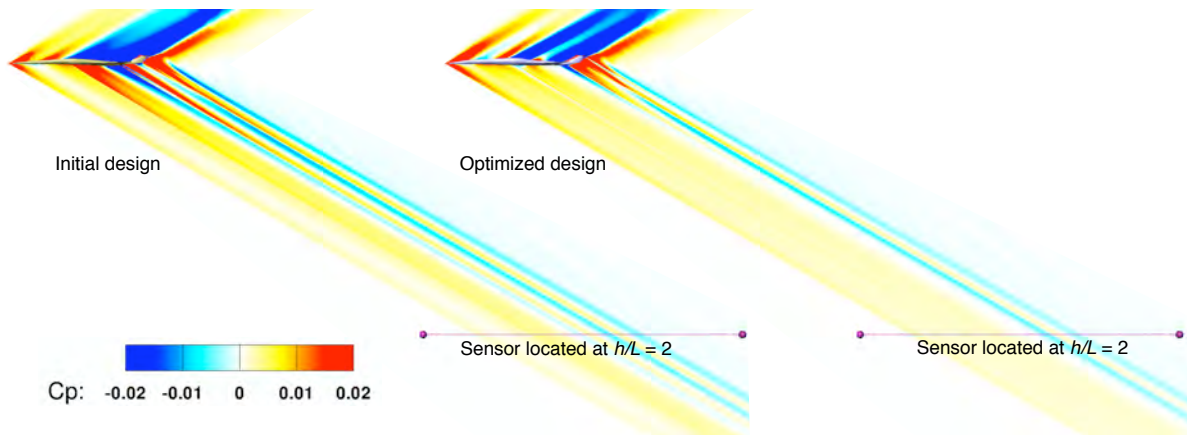 Initial design
Optimized design
Sensor located at h/L = 2
Sensor located at h/L = 2
Cp: -0.02 -0.01 0 0.01 0.02